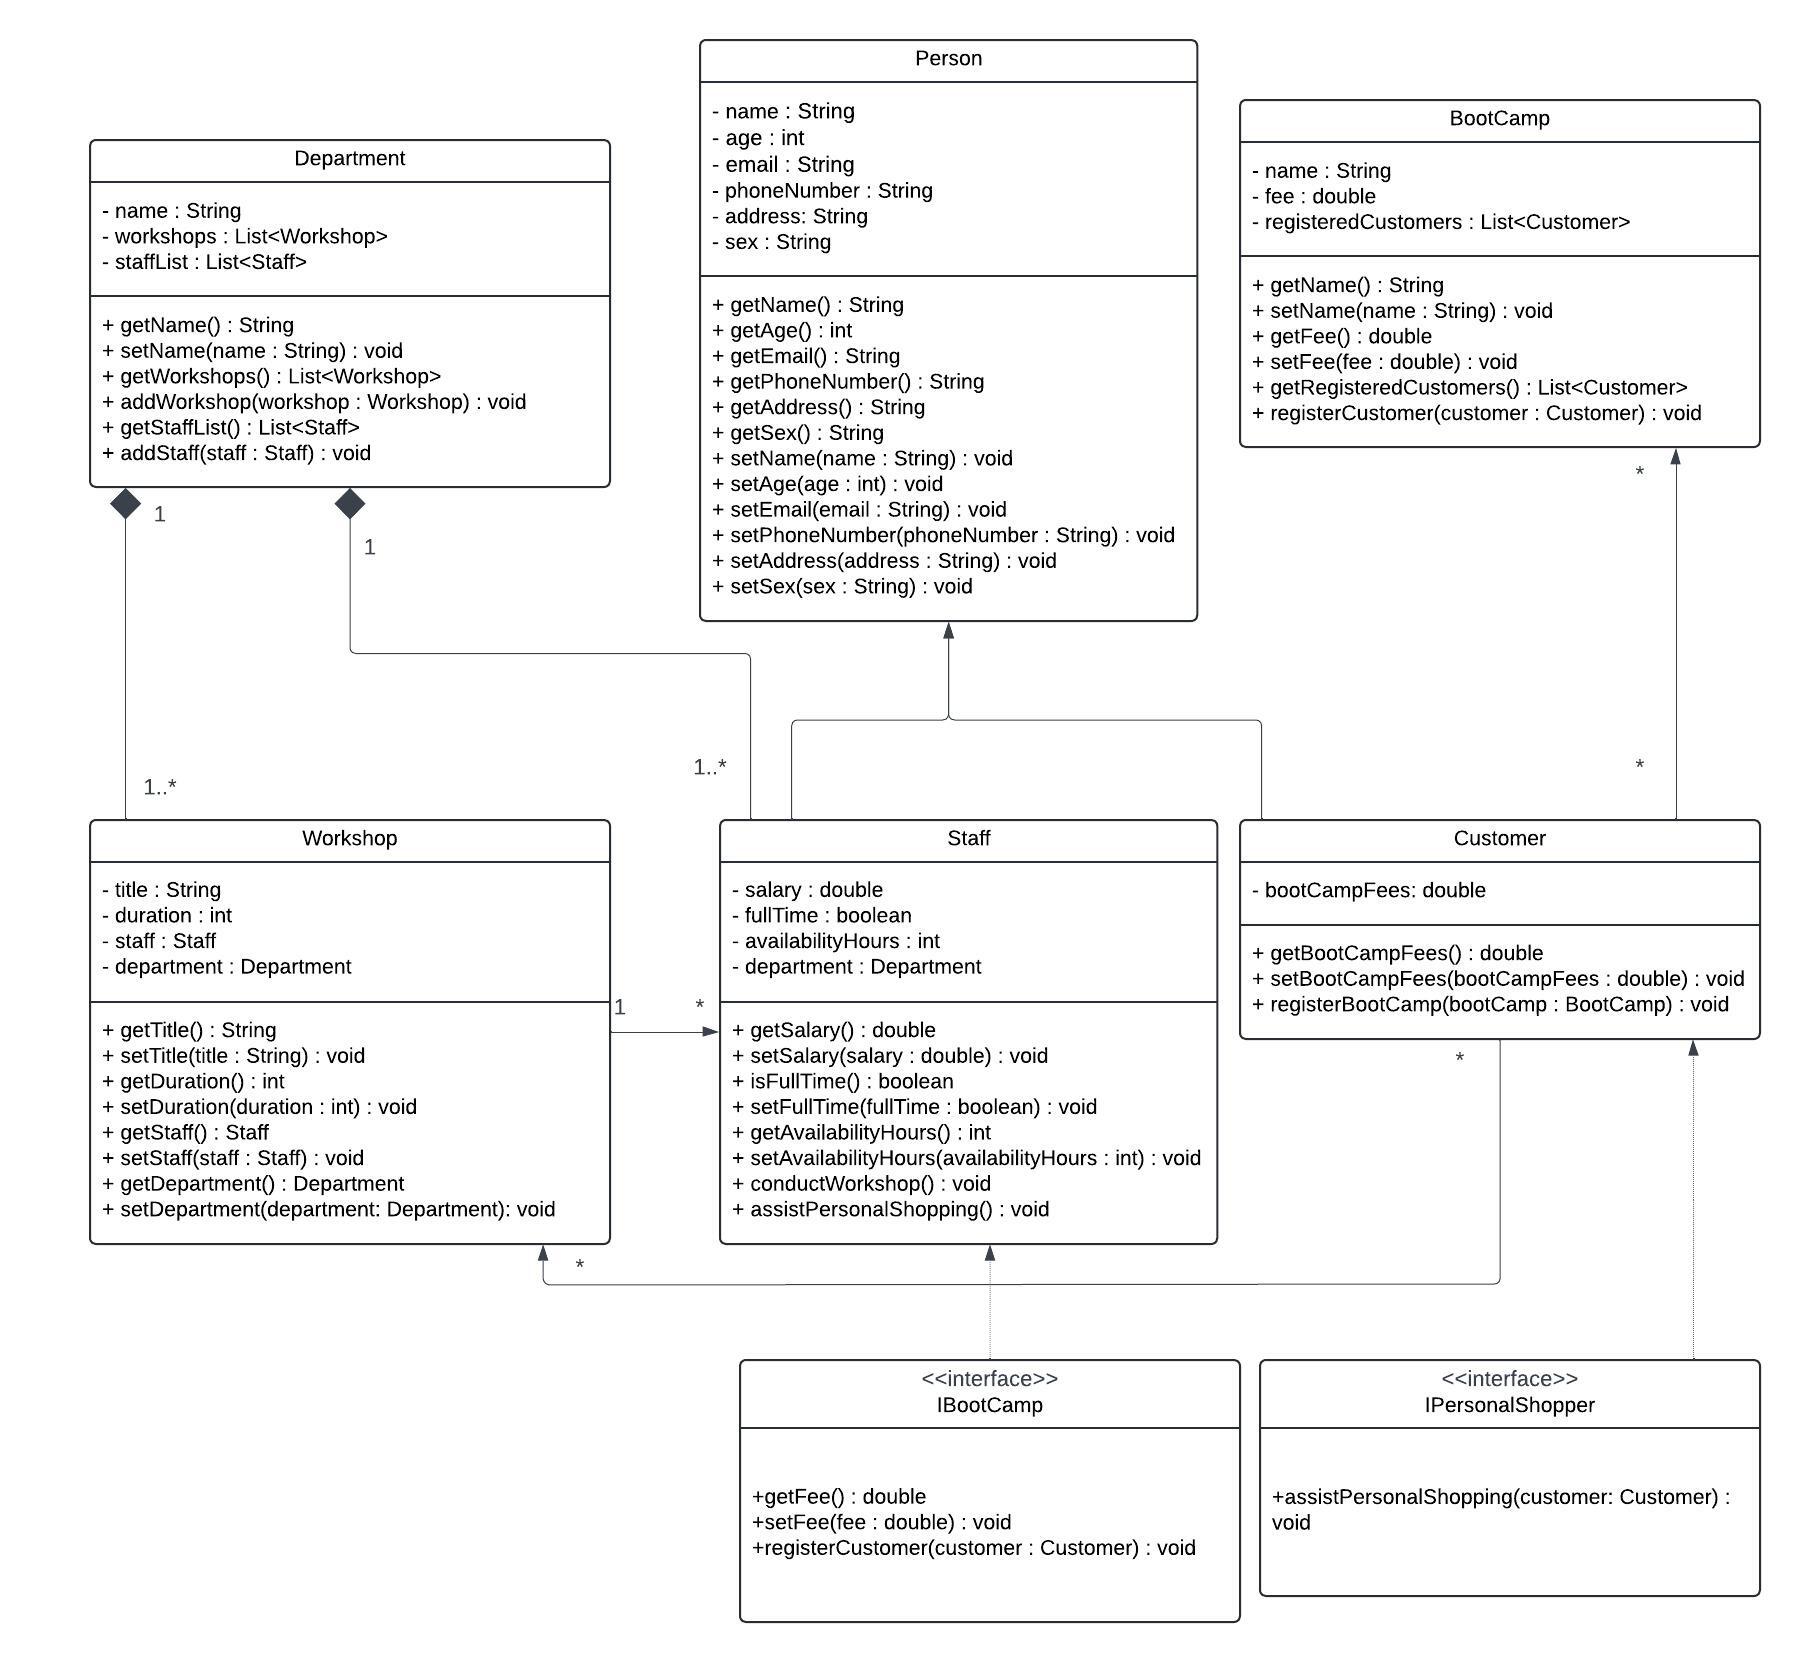 Person
- name : String
- age : int
- email : String
- phoneNumber : String
- address: String
- sex : String
+ getName() : String
+ getAge() : int
+ getEmail() : String
+ getPhoneNumber() : String
+ getAddress() : String
+ getSex() : String
+ setName(name : String) : void
+ setAge(age : int) : void
+ setEmail(email : String) : void
+ setPhoneNumber(phoneNumber : String) : void
+ setAddress(address : String) : void
+ setSex(sex : String) : void
BootCamp
- name : String
- fee : double
- registeredCustomers : List<Customer>
+ getName() : String
+ setName(name : String) : void
+ getFee() : double
+ setFee(fee : double) : void
+ getRegisteredCustomers() : List<Customer>
+ registerCustomer(customer : Customer) : void
Department
- name : String
- workshops : List<Workshop>
- staffList : List<Staff>
+ getName() : String
+ setName(name : String) : void
+ getWorkshops() : List<Workshop>
+ addWorkshop(workshop : Workshop) : void
+ getStaffList() : List<Staff>
+ addStaff(staff : Staff) : void
*
1
1
1..*
*
1..*
Workshop
- title : String
- duration : int
- staff : Staff
- department : Department
+ getTitle() : String
+ setTitle(title : String) : void
+ getDuration() : int
+ setDuration(duration : int) : void
+ getStaff() : Staff
+ setStaff(staff : Staff) : void
+ getDepartment() : Department
+ setDepartment(department: Department): void
1
*
Staff
- salary : double
- fullTime : boolean
- availabilityHours : int
- department : Department
+ getSalary() : double
+ setSalary(salary : double) : void
+ isFullTime() : boolean
+ setFullTime(fullTime : boolean) : void
+ getAvailabilityHours() : int
+ setAvailabilityHours(availabilityHours : int) : void
+ conductWorkshop() : void
+ assistPersonalShopping() : void
Customer
- bootCampFees: double
+ getBootCampFees() : double
+ setBootCampFees(bootCampFees : double) : void
+ registerBootCamp(bootCamp : BootCamp) : void
*
*
<<interface>>
IBootCamp
+getFee() : double
+setFee(fee : double) : void
+registerCustomer(customer : Customer) : void
<<interface>>
IPersonalShopper
+assistPersonalShopping(customer: Customer) :
void